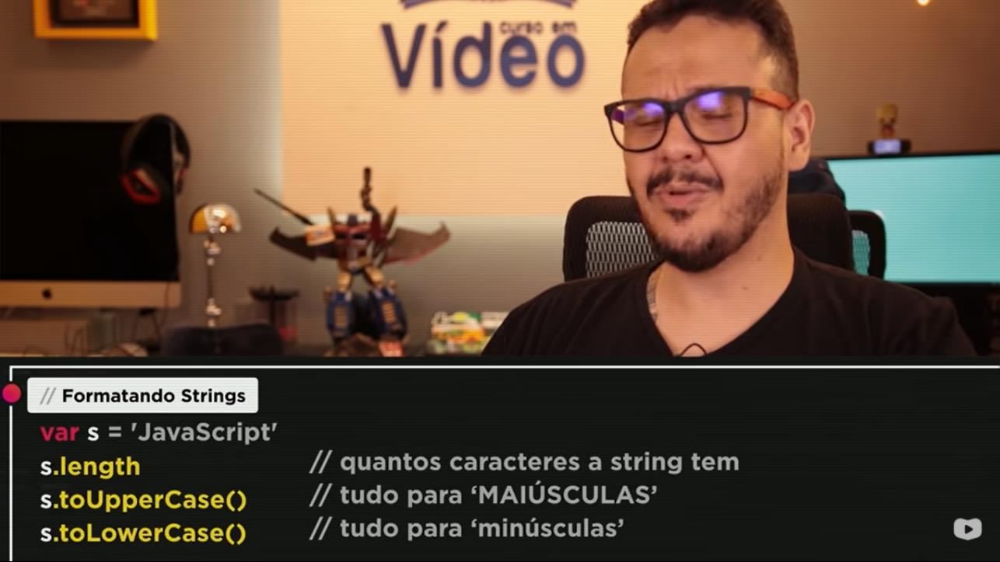 curso em
Vídeo
// Formatando Strings
var s = 'JavaScript'
s.length // quantos caracteres a string tem
s.toUpperCase() // tudo para ‘MAIÚSCULAS’
s.toLowerCase() // tudo para ‘minúsculas’